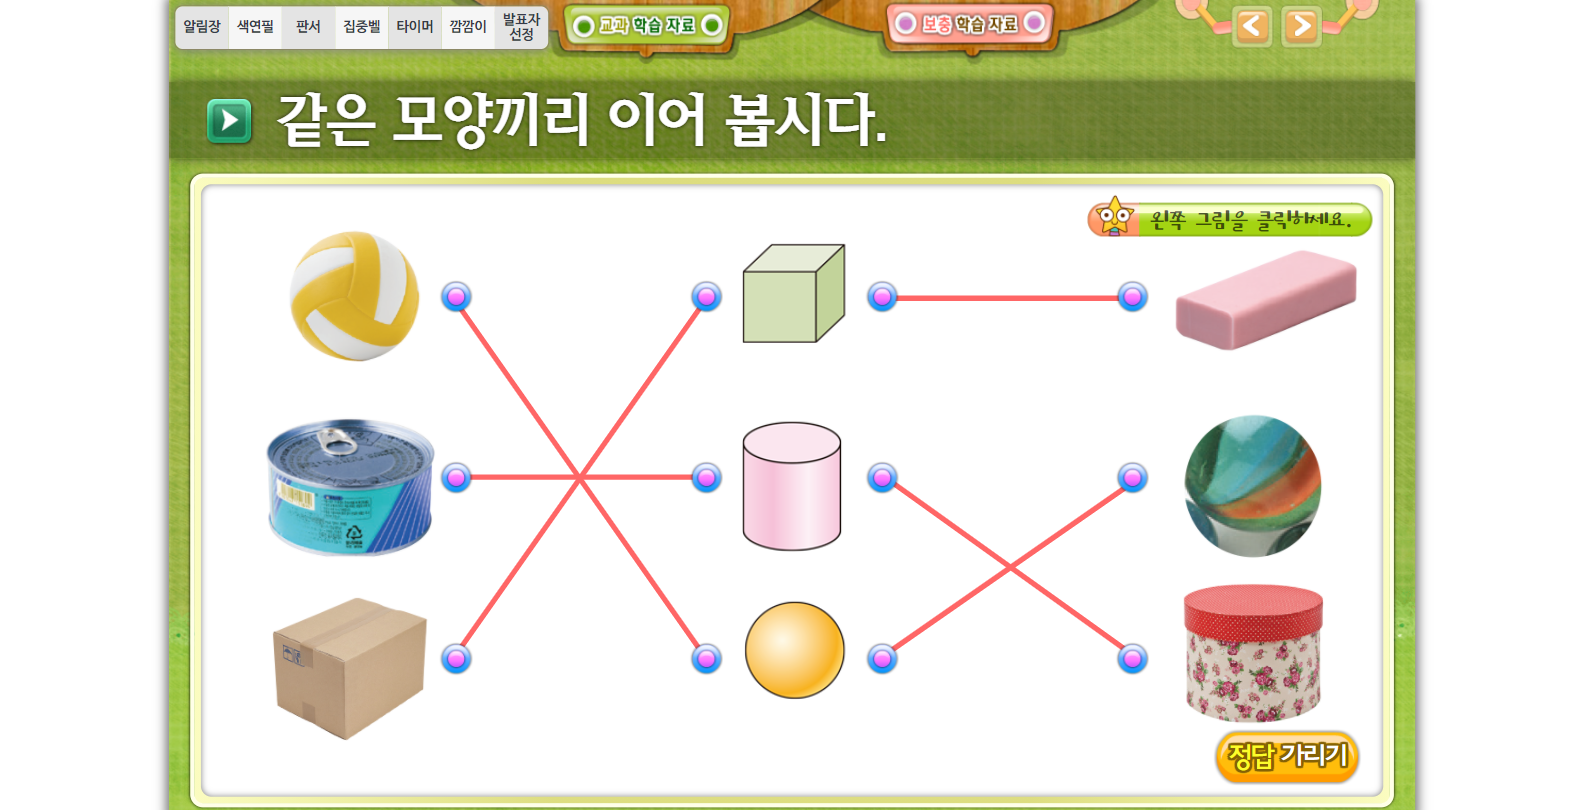 알림장
색연필
판서
집중벨
타이머
깜깜이
발표자
선정
교과 학습 자료
보충 학습 자료
같은 모양끼리 이어 봅시다.
왼쪽 그림을 클릭하세요.
정답 가리기